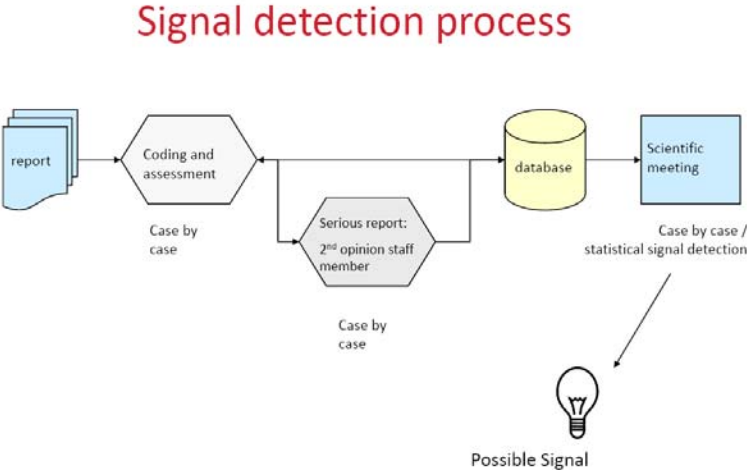 Signal detection process
report
Coding and
assessment
Case by
case
Serious report:
2nd opinion staff
member
Case by
case
database
Scientific
meeting
Case by case /
statistical signal detection
Possible Signal